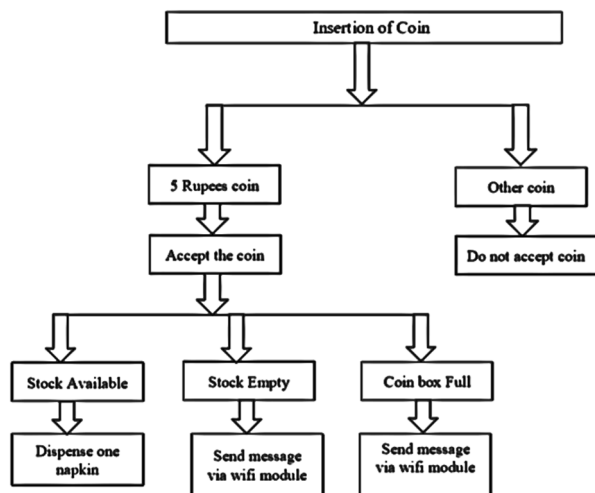 Insertion of Coin
5 Rupees coin
Other coin
Accept the coin
Do not accept coin
Stock Available
Stock Empty
Coin box Full
Dispense one
napkin
Send message
via wifi module
Send message
via wifi module